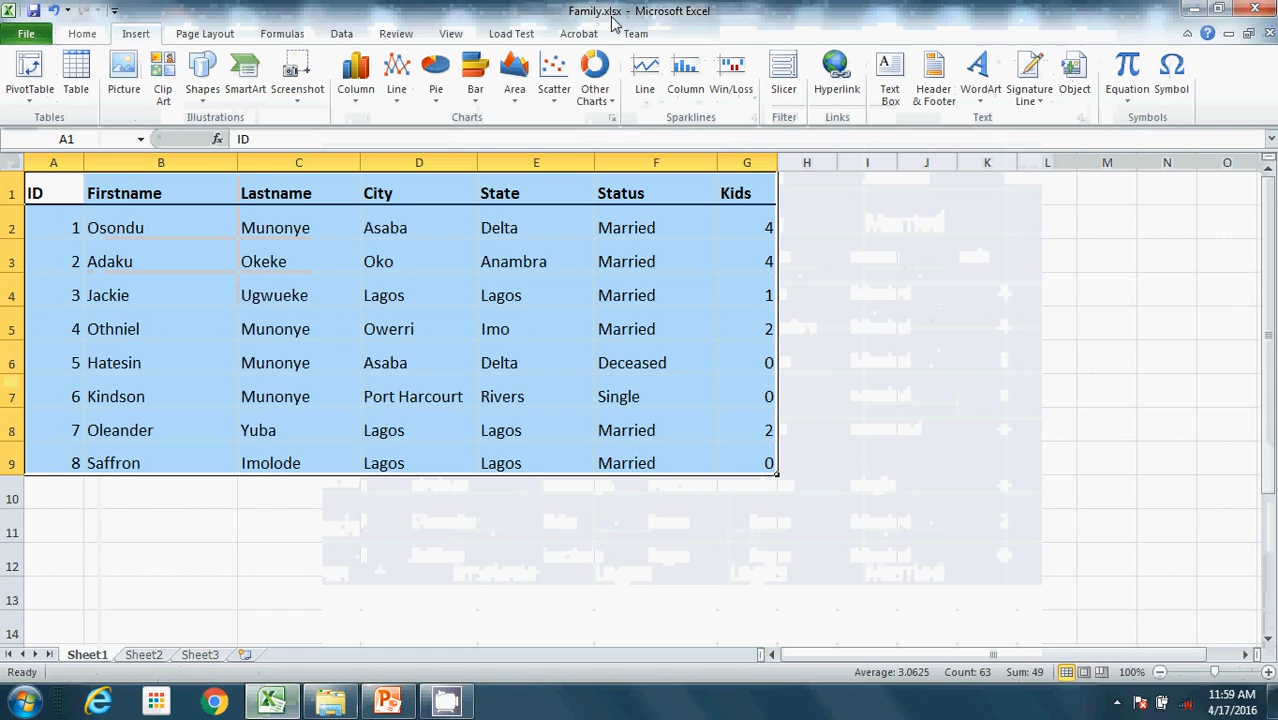 Family.xlsx - Microsoft Excel
File Home Insert Page Layout Formulas Data Review View Load Test Acrobat Team
PivotTable Table Picture Clip Art Shapes SmartArt Screenshot Column Line Pie Bar Area Scatter Other Charts Line Column Win/Loss Slicer Hyperlink Text Box Header & Footer WordArt Signature Line Object Equation Symbol
Tables Illustrations Charts Sparklines Filter Links Text Symbols
A1 fx ID
A B C D E F G H I J K L M N O
1 ID Firstname Lastname City State Status Kids
2 1 Osondu Munonye Asaba Delta Married 4
3 2 Adaku Okeke Oko Anambra Married 4
4 3 Jackie Ugwueke Lagos Lagos Married 1
5 4 Othniel Munonye Owerri Imo Married 2
6 5 Hatesin Munonye Asaba Delta Deceased 0
7 6 Kindson Munonye Port Harcourt Rivers Single 0
8 7 Oleander Yuba Lagos Lagos Married 2
9 8 Saffron Imolode Lagos Lagos Married 0
10
11
12
13
14
Sheet1 Sheet2 Sheet3
Ready Average: 3.0625 Count: 63 Sum: 49 100%
11:59 AM
4/17/2016